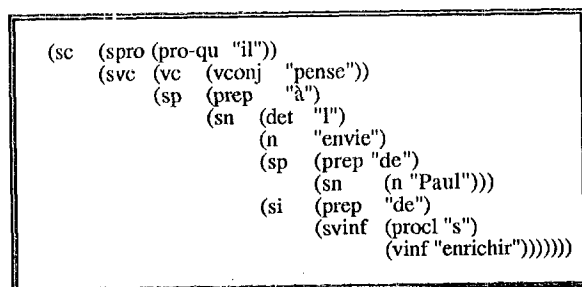 (sc (spro (pro-qu "il"))
(svc (vc (vconj "pense"))
(sp (prep "à")
(sn (det "l")
(n "envie")
(sp (prep "de")
(sn (n "Paul")))
(si (prep "de")
(svinf (procl "s")
(vinf "enrichir")))))))